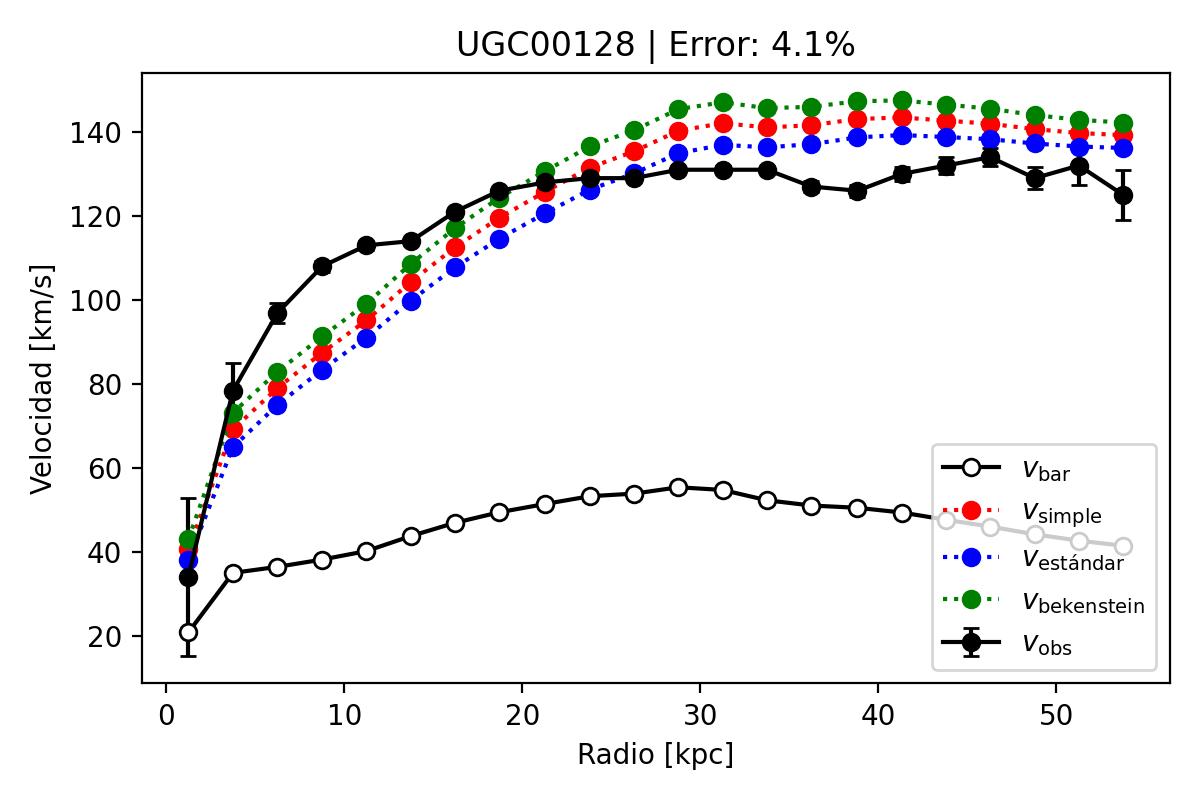 UGC00128 | Error: 4.1%
Velocidad [km/s]
140
120
100
80
60
40
20
v_bar
v_simple
v_estándar
v_bekenstein
v_obs
0 10 20 30 40 50
Radio [kpc]